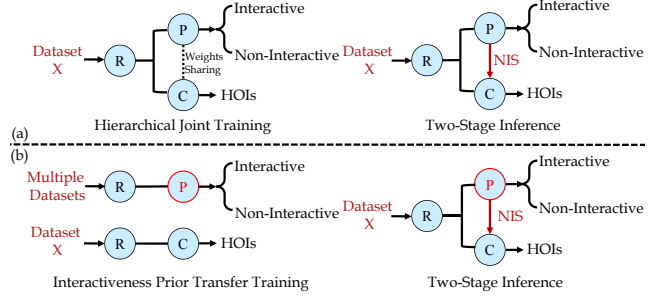 Interactive
P
Dataset
X
R
Non-Interactive
Weights
Sharing
C
HOIs
(a)
Hierarchical Joint Training
Interactive
P
Dataset
X
R
NIS
Non-Interactive
C
HOIs
Two-Stage Inference
(b)
Interactive
Multiple
Datasets
R
P
Non-Interactive
Dataset
X
R
C
HOIs
Interactiveness Prior Transfer Training
Interactive
P
Dataset
X
R
NIS
Non-Interactive
C
HOIs
Two-Stage Inference